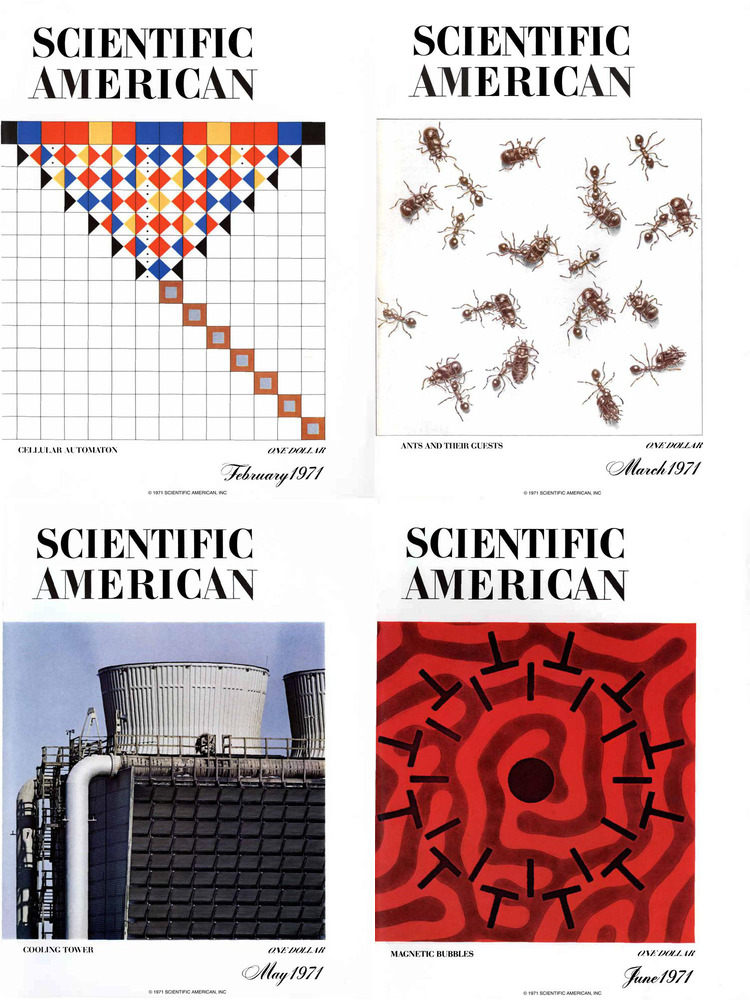 SCIENTIFIC
AMERICAN
CELLULAR AUTOMATON
ONE DOLLAR
February 1971
© 1971 SCIENTIFIC AMERICAN, INC
SCIENTIFIC
AMERICAN
ANTS AND THEIR GUESTS
ONE DOLLAR
March 1971
© 1971 SCIENTIFIC AMERICAN, INC
SCIENTIFIC
AMERICAN
COOLING TOWER
ONE DOLLAR
May 1971
© 1971 SCIENTIFIC AMERICAN, INC
SCIENTIFIC
AMERICAN
MAGNETIC BUBBLES
ONE DOLLAR
June 1971
© 1971 SCIENTIFIC AMERICAN, INC